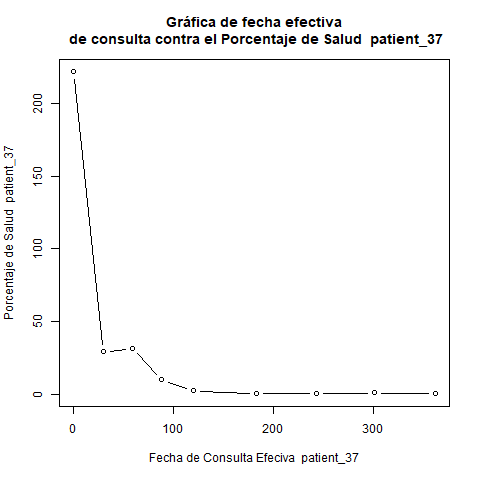 Gráfica de fecha efectiva
de consulta contra el Porcentaje de Salud  patient_37
Porcentaje de Salud  patient_37
200
150
100
50
0
0 100 200 300
Fecha de Consulta Efeciva  patient_37